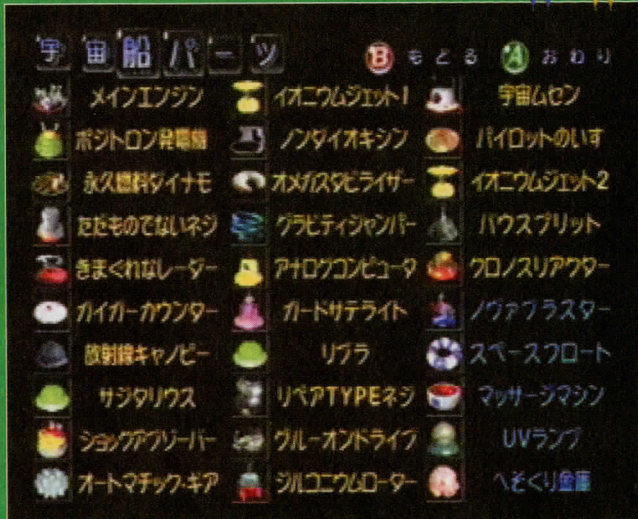 宇宙船パーツ Bもどる Aおわり
メインエンジン イオニウムジェット1 宇宙ムセン
ポジトロン発電機 ノンダイオキシン パイロットのいす
永久燃料ダイナモ オメガスタビライザー イオニウムジェット2
ただものでないネジ グラビティジャンパー バウスプリット
きまぐれなレーダー アナログコンピュータ クロノスリアクター
ガイガーカウンター ガードサテライト ノヴァブラスター
放射線キャノピー リブラ スペースフロート
サジタリウス リペアTYPEネジ マッサージマシン
ショックアブソーバー グルーオンドライブ UVランプ
オートマチック・ギア ジルコニウムローター へそくり金庫